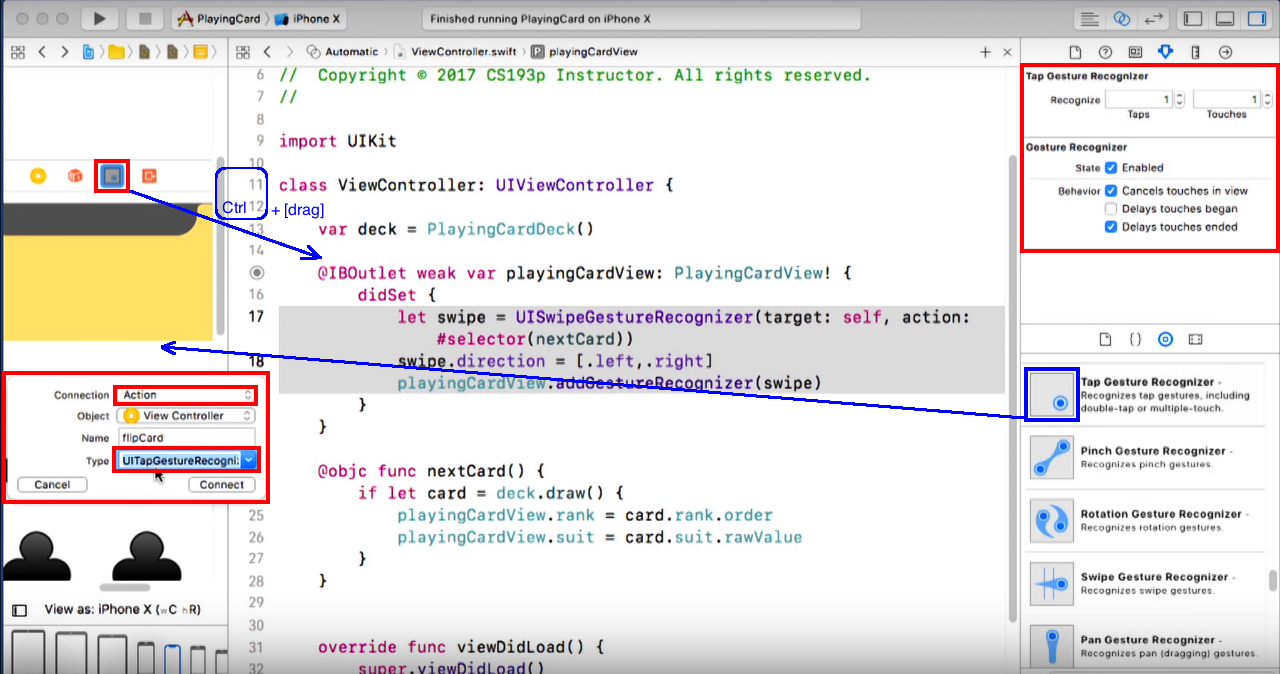 PlayingCard
iPhone X
Finished running PlayingCard on iPhone X
Automatic
ViewController.swift
playingCardView
6 // Copyright © 2017 CS193p Instructor. All rights reserved.
7 //
8
9 import UIKit
10
11 class ViewController: UIViewController {
12
13 var deck = PlayingCardDeck()
14
@IBOutlet weak var playingCardView: PlayingCardView! {
16 didSet {
17 let swipe = UISwipeGestureRecognizer(target: self, action:
#selector(nextCard))
18 swipe.direction = [.left,.right]
playingCardView.addGestureRecognizer(swipe)
}
}
@objc func nextCard() {
if let card = deck.draw() {
25 playingCardView.rank = card.rank.order
26 playingCardView.suit = card.suit.rawValue
27 }
28 }
29
30
31 override func viewDidLoad() {
32 super.viewDidLoad()
Ctrl
+ [drag]
Connection Action
Object View Controller
Name flipCard
Type UITapGestureRecogni
Cancel
Connect
View as: iPhone X (wC hR)
Tap Gesture Recognizer
Recognize 1 1
Taps Touches
Gesture Recognizer
State Enabled
Behavior Cancels touches in view
Delays touches began
Delays touches ended
{ }
Tap Gesture Recognizer -
Recognizes tap gestures, including
double-tap or multiple-touch.
Pinch Gesture Recognizer -
Recognizes pinch gestures.
Rotation Gesture Recognizer -
Recognizes rotation gestures.
Swipe Gesture Recognizer -
Recognizes swipe gestures.
Pan Gesture Recognizer -
Recognizes pan (dragging) gestures.